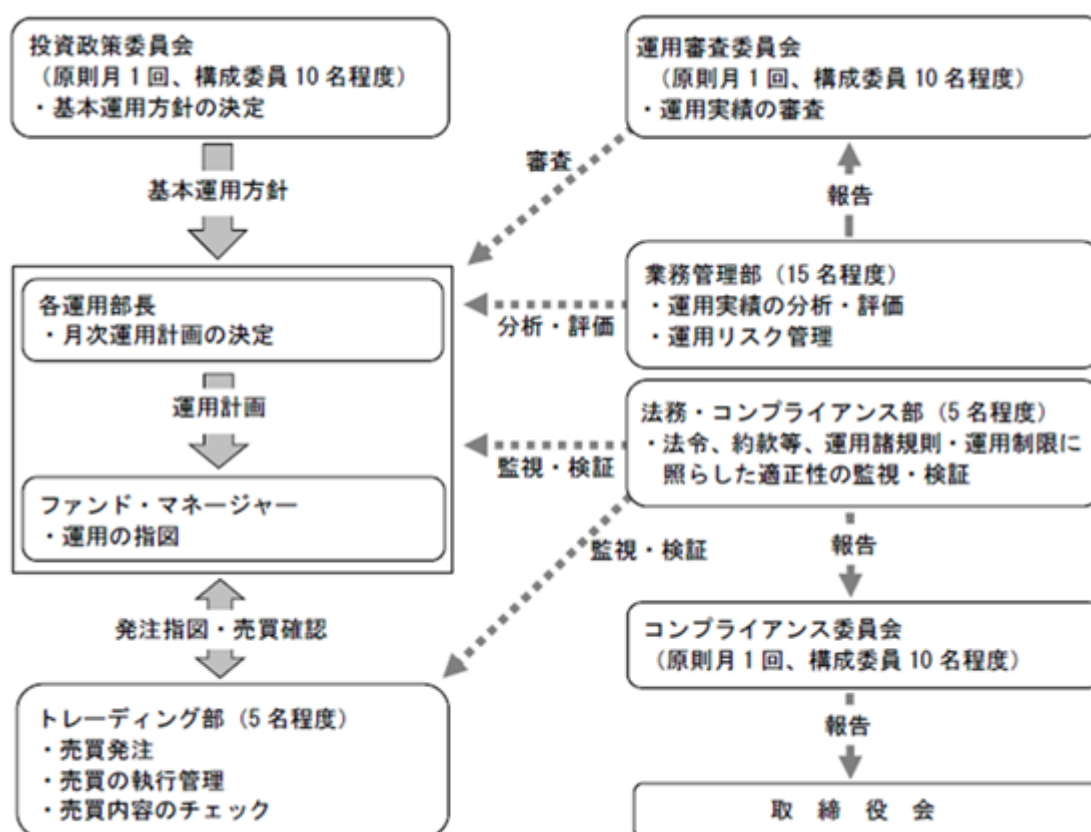 投資政策委員会
（原則月１回、構成委員10名程度）
・基本運用方針の決定
基本運用方針
各運用部長
・月次運用計画の決定
運用計画
ファンド・マネージャー
・運用の指図
発注指図・売買確認
トレーディング部（5名程度）
・売買発注
・売買の執行管理
・売買内容のチェック
運用審査委員会
（原則月１回、構成委員10名程度）
・運用実績の審査
審査
報告
業務管理部（15名程度）
・運用実績の分析・評価
・運用リスク管理
分析・評価
法務・コンプライアンス部（5名程度）
・法令、約款等、運用諸規則・運用制限に
照らした適正性の監視・検証
監視・検証
監視・検証
報告
コンプライアンス委員会
（原則月１回、構成委員10名程度）
報告
取締役会